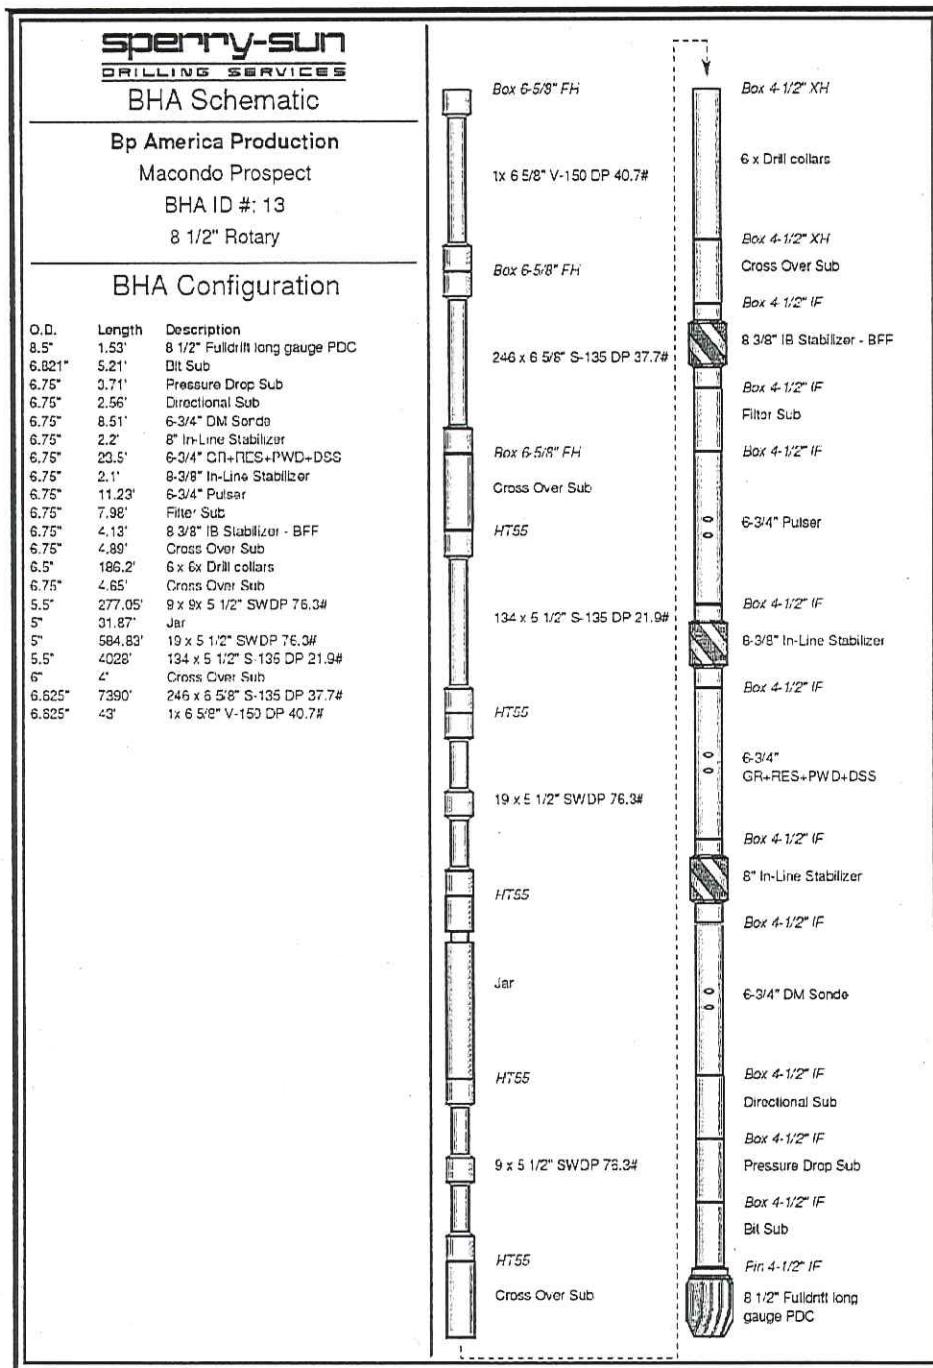 sperry-sun
DRILLING SERVICES
BHA Schematic
Bp America Production
Macondo Prospect
BHA ID #: 13
8 1/2" Rotary
BHA Configuration
O.D. Length Description
8.5" 1.53' 8 1/2" Fulldrift long gauge PDC
6.821" 5.21' Bit Sub
6.75" 3.71' Pressure Drop Sub
6.75" 2.56' Directional Sub
6.75" 8.51' 6-3/4" DM Sonde
6.75" 2.2' 8" In-Line Stabilizer
6.75" 23.5' 6-3/4" GR+RES+PWD+DSS
6.75" 2.1' 8-3/8" In-Line Stabilizer
6.75" 11.23' 6-3/4" Pulsar
6.75" 7.98' Filter Sub
6.75" 4.13' 8 3/8" IB Stabilizer - BFF
6.75" 4.89' Cross Over Sub
6.5" 186.2' 6 x 6x Drill collars
6.75" 4.65' Cross Over Sub
5.5" 277.05' 9 x 9x 5 1/2" SWDP 76.3#
5" 31.87' Jar
5" 584.83' 19 x 5 1/2" SWDP 76.3#
5.5" 4028' 134 x 5 1/2" S-135 DP 21.9#
6" 4' Cross Over Sub
6.625" 7390' 246 x 6 5/8" S-135 DP 37.7#
6.625" 43' 1x 6 5/8" V-150 DP 40.7#
Box 6-5/8" FH
1x 6 5/8" V-150 DP 40.7#
Box 6-5/8" FH
246 x 6 5/8" S-135 DP 37.7#
Box 6-5/8" FH
Cross Over Sub
HT55
134 x 5 1/2" S-135 DP 21.9#
HT55
19 x 5 1/2" SWDP 76.3#
HT55
Jar
HT55
9 x 5 1/2" SWDP 76.3#
HT55
Cross Over Sub
Box 4-1/2" XH
6 x Drill collars
Box 4-1/2" XH
Cross Over Sub
Box 4-1/2" IF
8 3/8" IB Stabilizer - BFF
Box 4-1/2" IF
Filter Sub
Box 4-1/2" IF
6-3/4" Pulser
Box 4-1/2" IF
8-3/8" In-Line Stabilizer
Box 4-1/2" IF
6-3/4"
GR+RES+PWD+DSS
Box 4-1/2" IF
8" In-Line Stabilizer
Box 4-1/2" IF
6-3/4" DM Sonde
Box 4-1/2" IF
Directional Sub
Box 4-1/2" IF
Pressure Drop Sub
Box 4-1/2" IF
Bit Sub
Pin 4-1/2" IF
8 1/2" Fulldrift long
gauge PDC